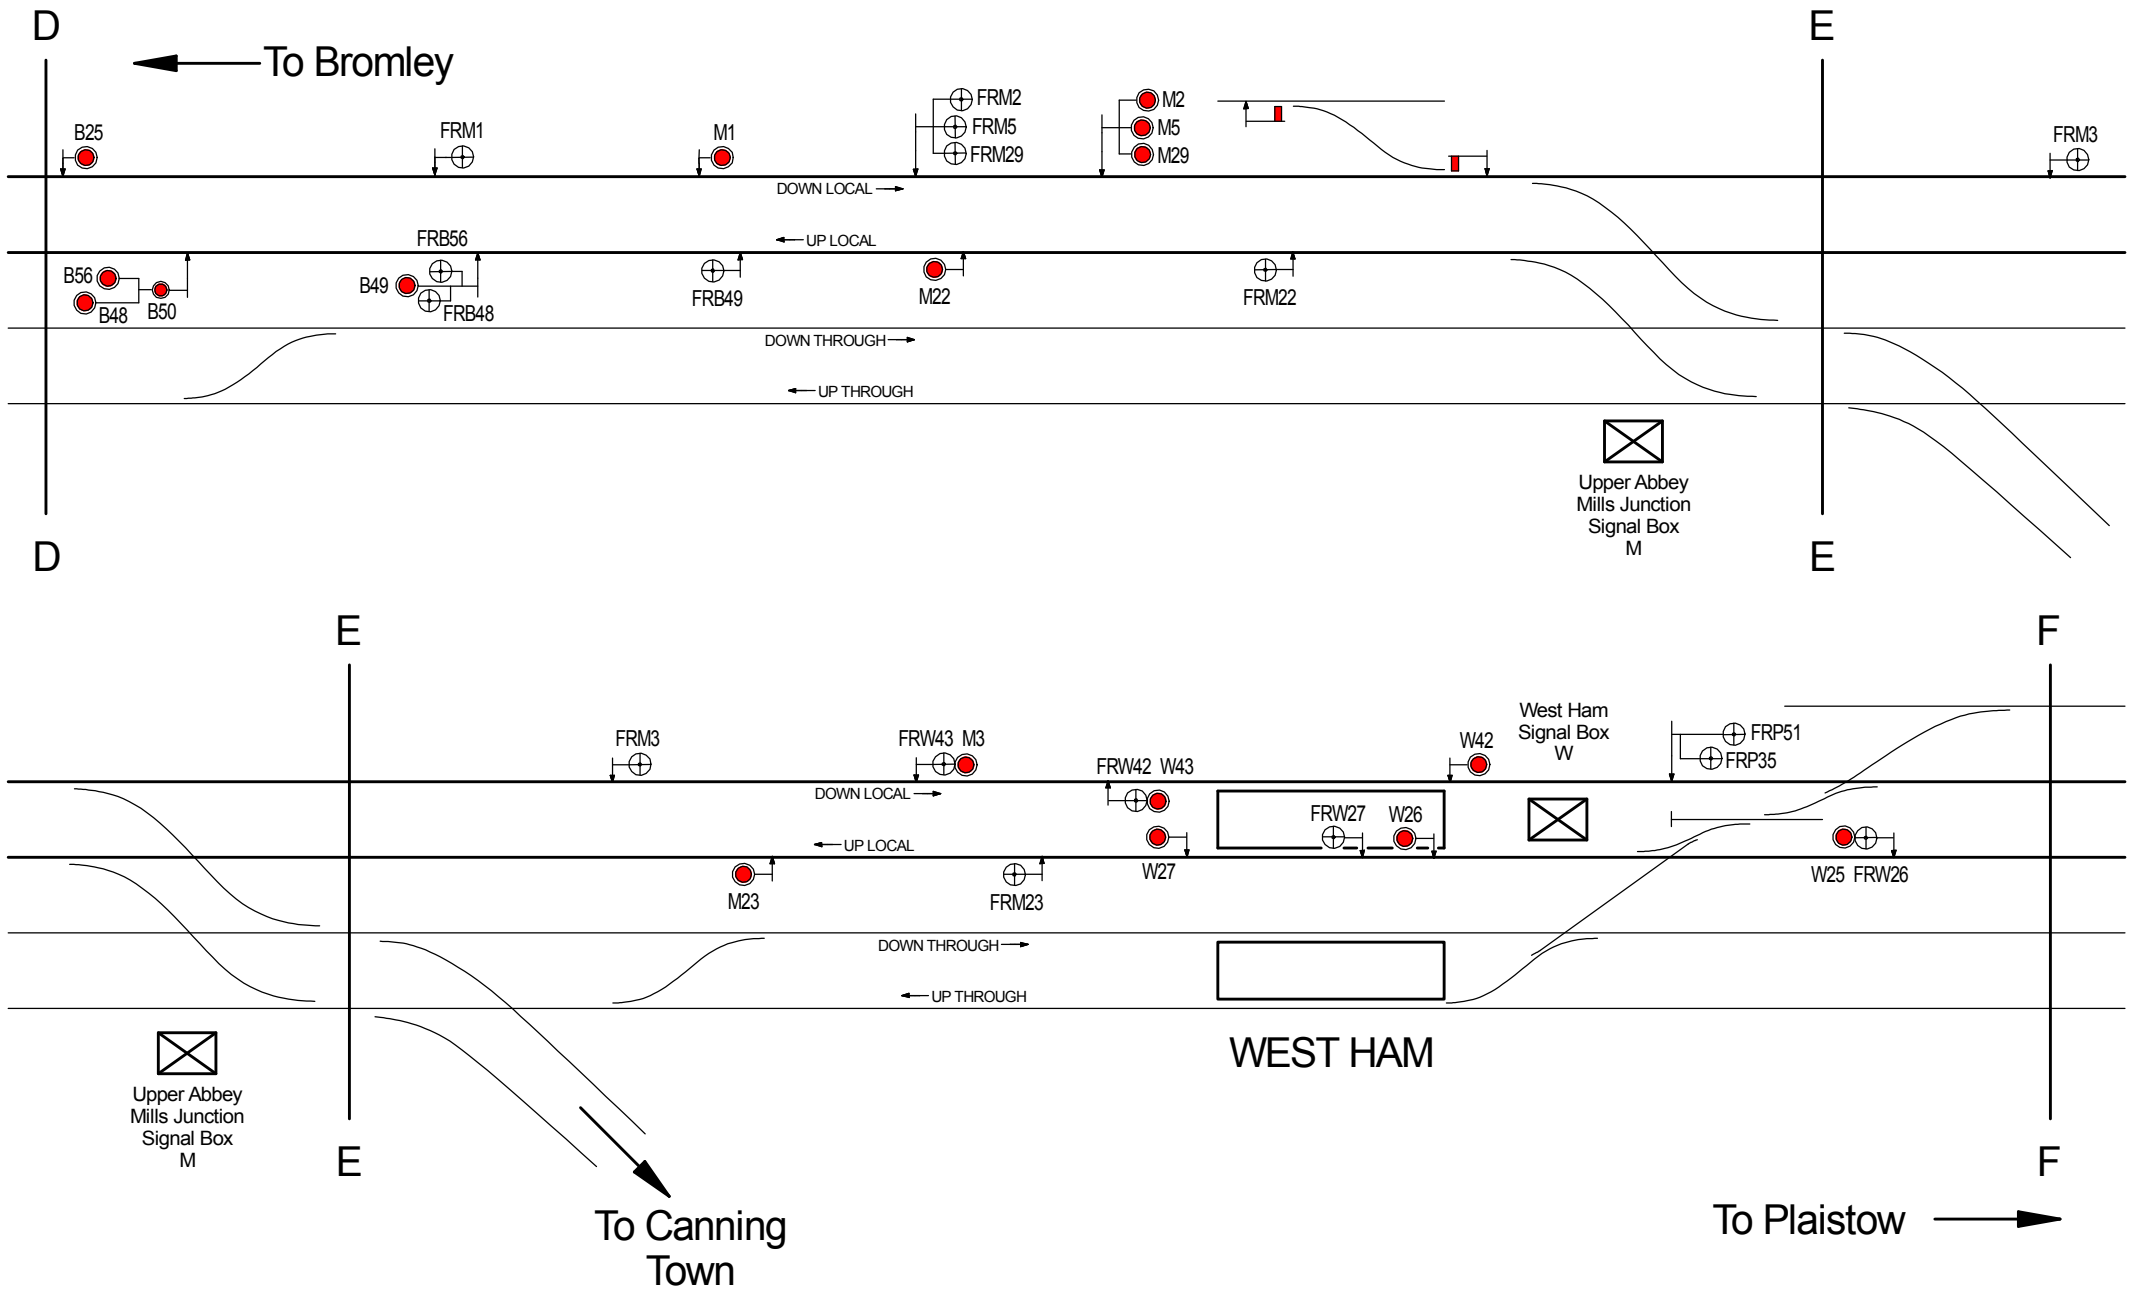 D
E
To Bromley
FRM2
M2
B25
FRM1
M1
FRM5
M5
FRM3
FRM29
M29
DOWN LOCAL
FRB56
UP LOCAL
B56
B49
B48
B50
FRB48
FRB49
M22
FRM22
DOWN THROUGH
UP THROUGH
Upper Abbey
Mills Junction
Signal Box
M
D
E
E
F
West Ham
Signal Box
W
FRM3
FRW43 M3
W42
FRP51
FRP35
FRW42 W43
DOWN LOCAL
FRW27
W26
UP LOCAL
M23
FRM23
W27
W25 FRW26
DOWN THROUGH
UP THROUGH
WEST HAM
Upper Abbey
Mills Junction
Signal Box
M
E
F
To Canning
Town
To Plaistow